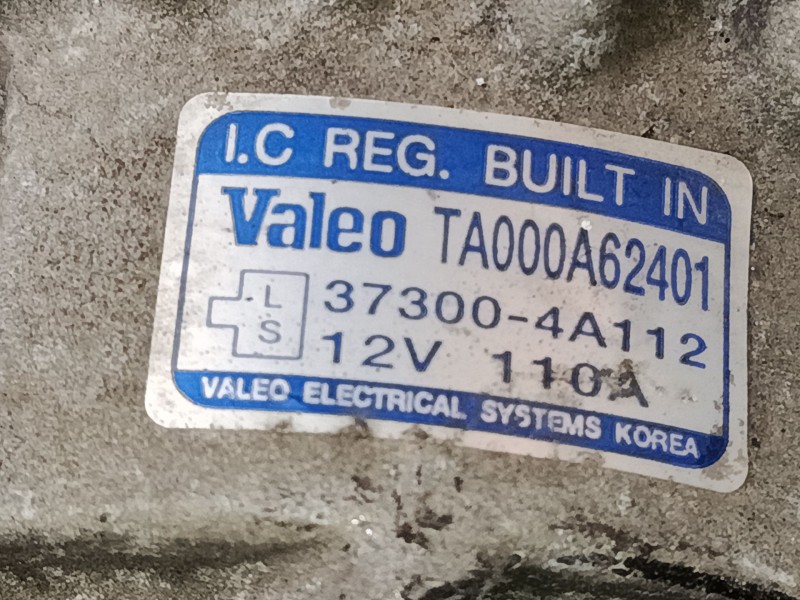 I.C REG. BUILT IN
Valeo TA000A62401
L 37300-4A112
S 12V 110A
VALEO ELECTRICAL SYSTEMS KOREA